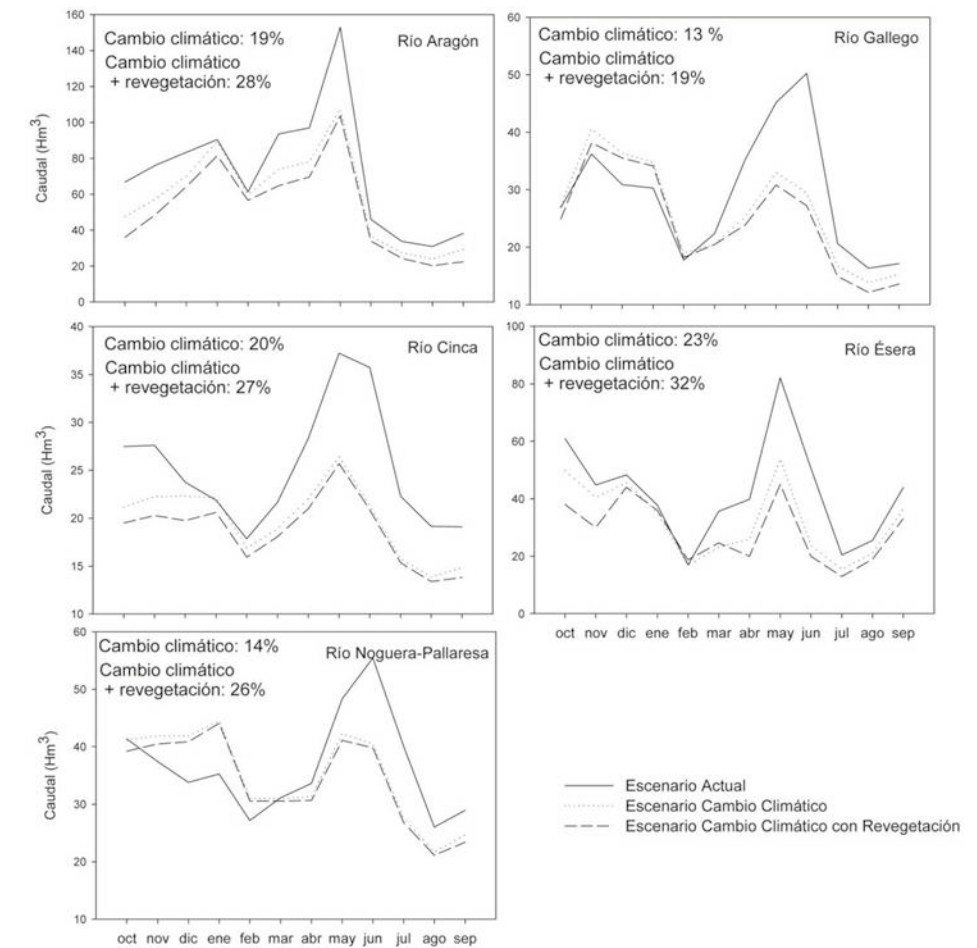 Cambio climático: 19%
Cambio climático
+ revegetación: 28%
Río Aragón
Caudal (Hm3)
160
140
120
100
80
60
40
20
0
Cambio climático: 13 %
Cambio climático
+ revegetación: 19%
Río Gallego
60
50
40
30
20
10
Cambio climático: 20%
Cambio climático
+ revegetación: 27%
Río Cinca
Caudal (Hm3)
40
35
30
25
20
15
10
Cambio climático: 23%
Cambio climático
+ revegetación: 32%
Río Ésera
100
80
60
40
20
0
oct nov dic ene feb mar abr may jun jul ago sep
Cambio climático: 14%
Cambio climático
+ revegetación: 26%
Río Noguera-Pallaresa
Caudal (Hm3)
60
50
40
30
20
10
oct nov dic ene feb mar abr may jun jul ago sep
Escenario Actual
Escenario Cambio Climático
Escenario Cambio Climático con Revegetación